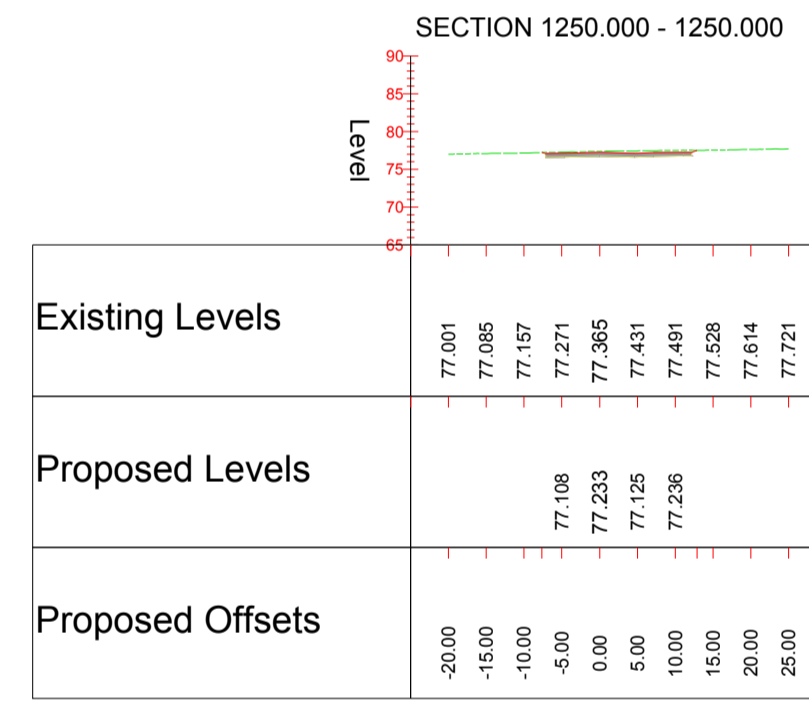 SECTION 1250.000 - 1250.000
90
85
80
75
70
65
Level
Existing Levels
77.001 77.085 77.157 77.271 77.365 77.431 77.491 77.528 77.614 77.721
Proposed Levels
77.108 77.233 77.125 77.236
Proposed Offsets
-20.00 -15.00 -10.00 -5.00 0.00 5.00 10.00 15.00 20.00 25.00